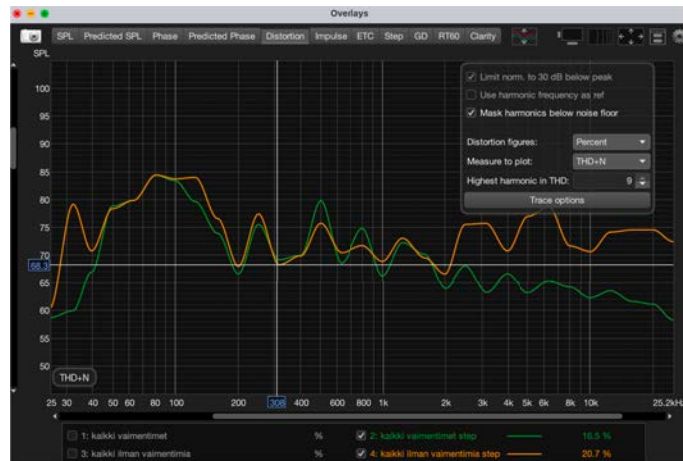 Overlays
SPL Predicted SPL Phase Predicted Phase Distortion Impulse ETC Step GD RT60 Clarity
SPL
Limit norm. to 30 dB below peak
Use harmonic frequency as ref
Mask harmonics below noise floor
Distortion figures: Percent
Measure to plot: THD+N
Highest harmonic in THD: 9
Trace options
100
95
90
85
80
75
70
68.3
65
60
55
50
THD+N
25 30 40 50 60 80 100 200 308 400 600 800 1k 2k 3k 4k 5k 6k 8k 10k 25.2kHz
1: kaikki vaimentimet % 2: kaikki vaimentimet step 16.5 %
3: kaikki ilman vaimentimia % 4: kaikki ilman vaimentimia step 20.7 %